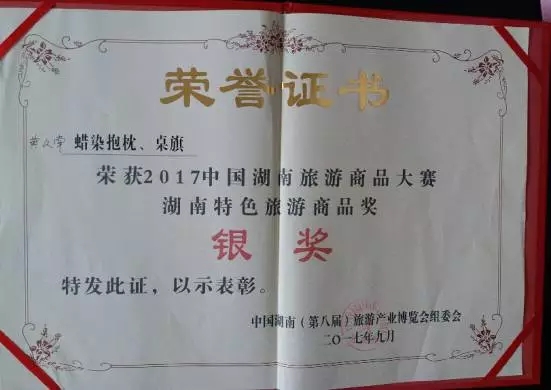 荣誉证书
蜡染抱枕、桌旗
荣获2017中国湖南旅游商品大赛
湖南特色旅游商品奖
银奖
特发此证，以示表彰。
中国湖南（第八届）旅游产业博览会组委会
二〇一七年九月